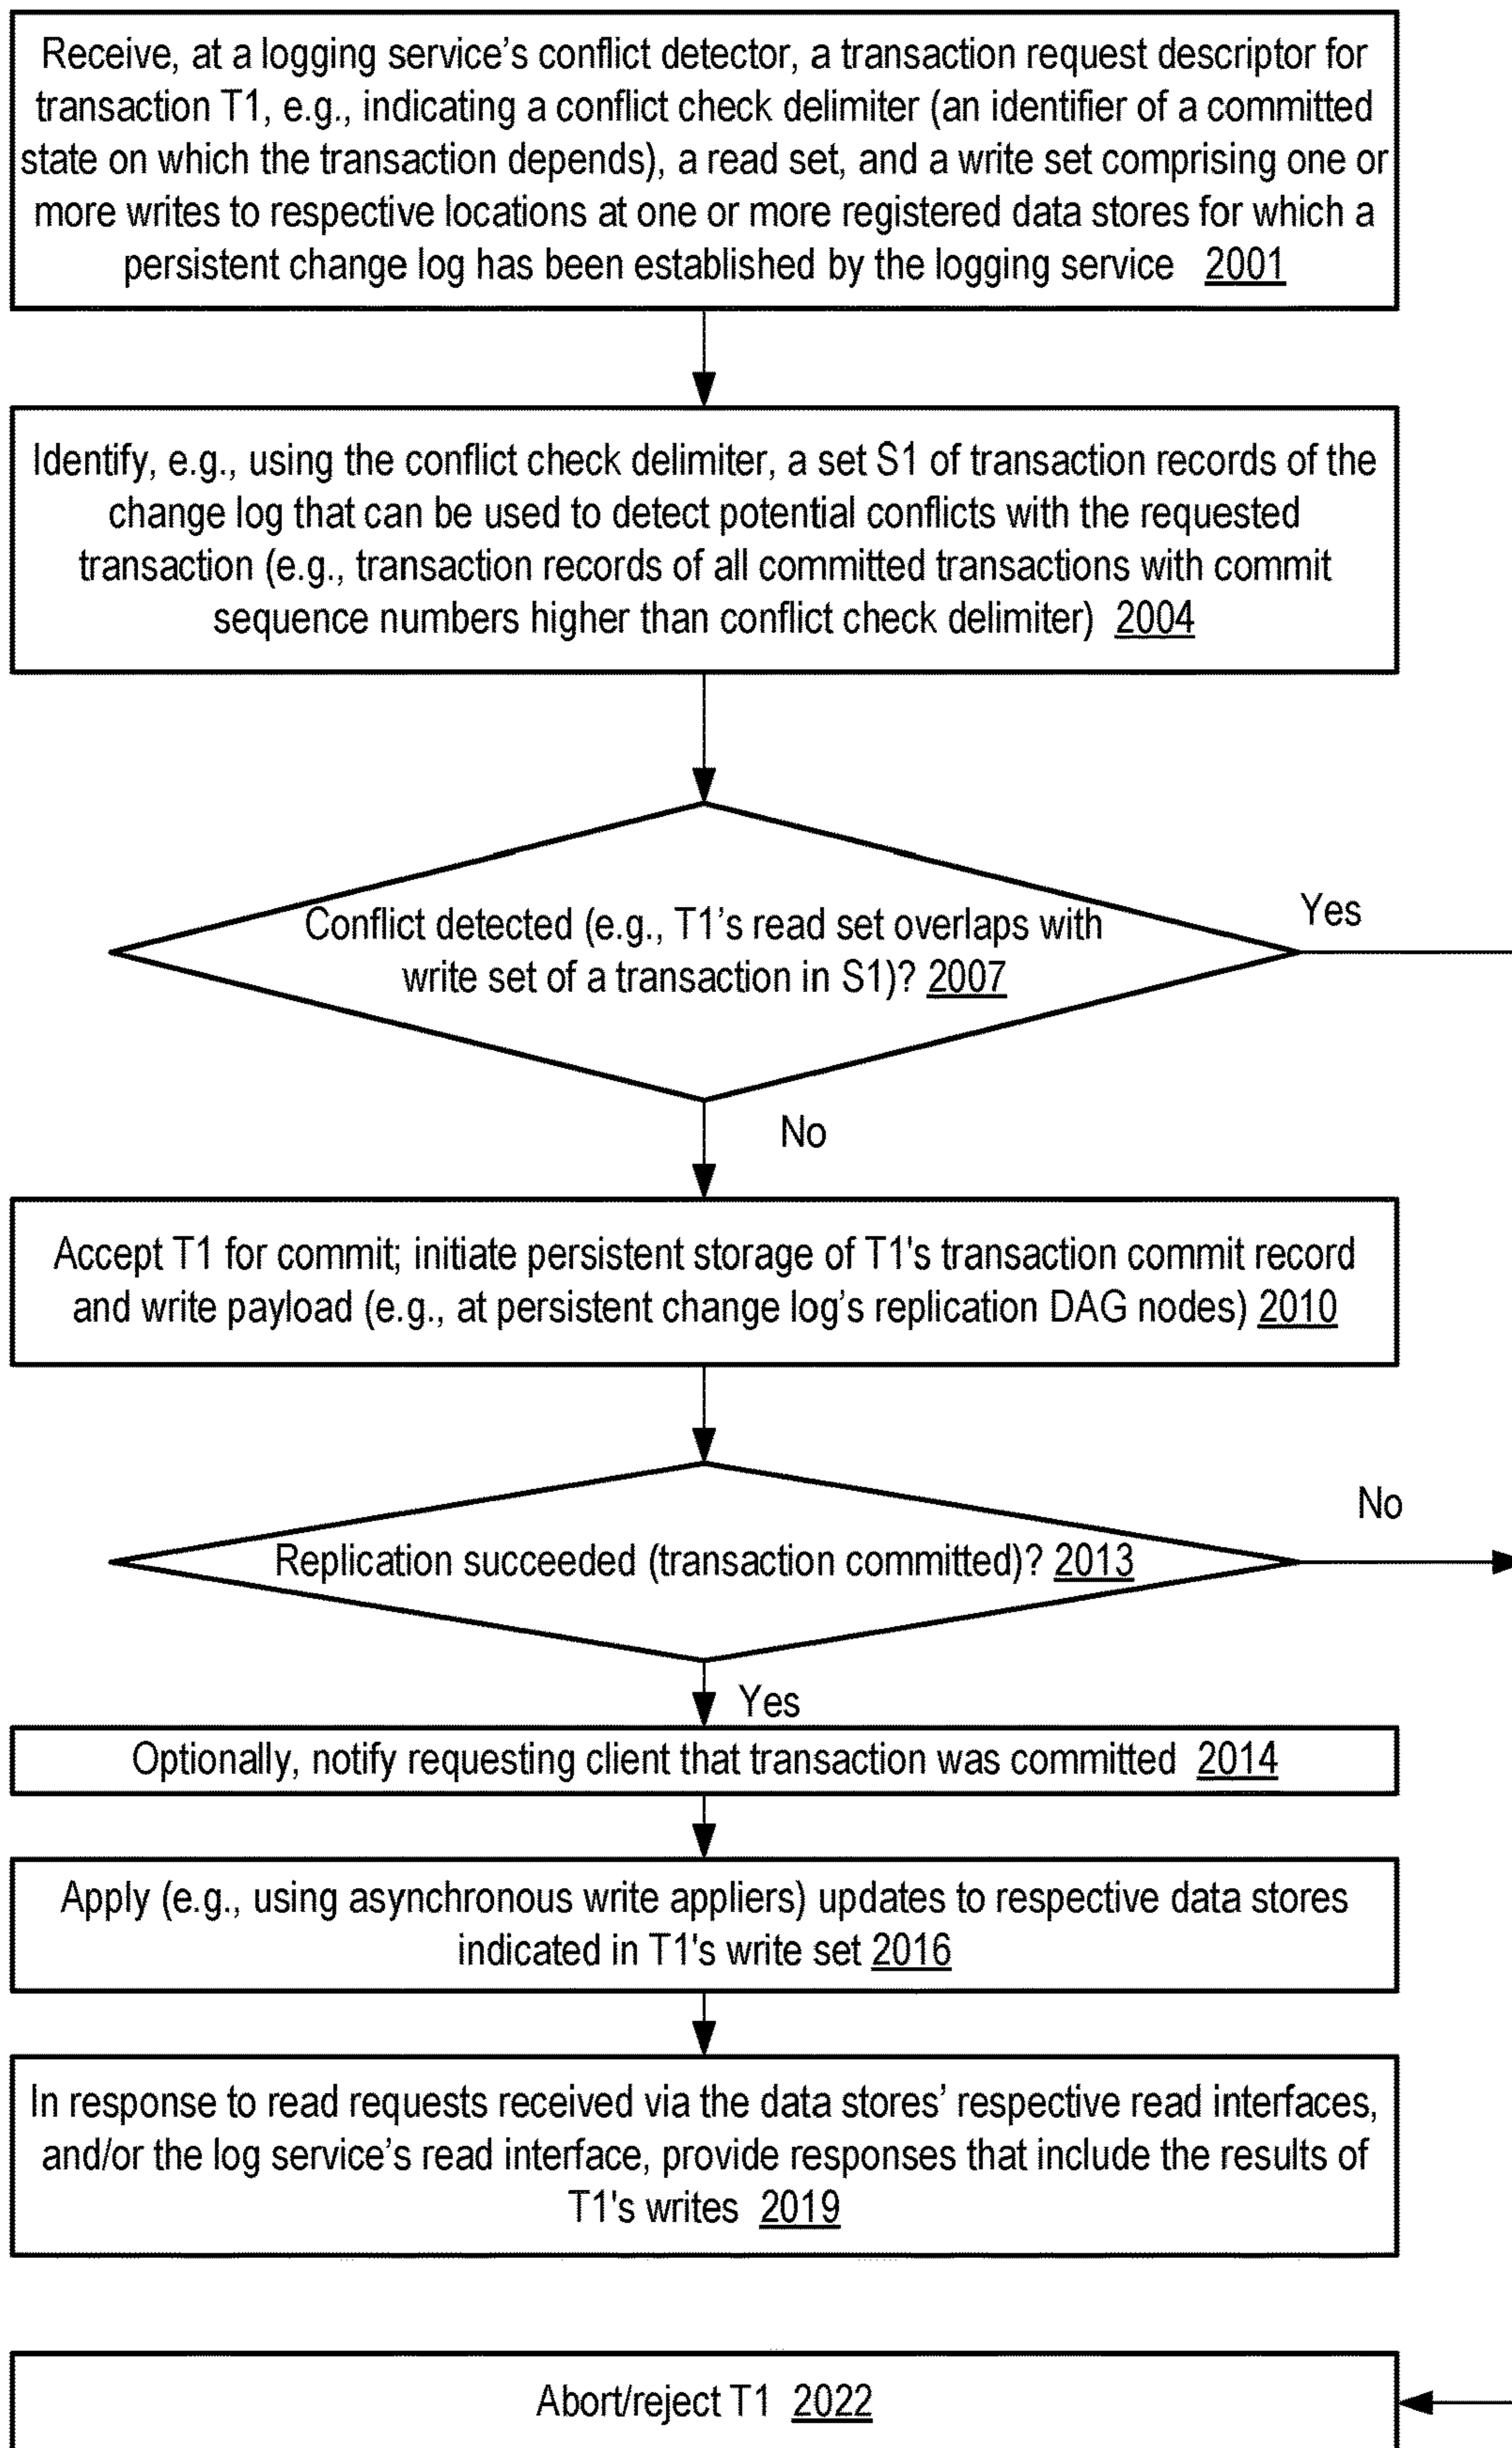 Receive, at a logging service's conflict detector, a transaction request descriptor for
transaction T1, e.g., indicating a conflict check delimiter (an identifier of a committed
state on which the transaction depends), a read set, and a write set comprising one or
more writes to respective locations at one or more registered data stores for which a
persistent change log has been established by the logging service 2001
Identify, e.g., using the conflict check delimiter, a set S1 of transaction records of the
change log that can be used to detect potential conflicts with the requested
transaction (e.g., transaction records of all committed transactions with commit
sequence numbers higher than conflict check delimiter) 2004
Yes
Conflict detected (e.g., T1's read set overlaps with
write set of a transaction in S1)? 2007
No
Accept T1 for commit; initiate persistent storage of T1's transaction commit record
and write payload (e.g., at persistent change log's replication DAG nodes) 2010
No
Replication succeeded (transaction committed)? 2013
Yes
Optionally, notify requesting client that transaction was committed 2014
Apply (e.g., using asynchronous write appliers) updates to respective data stores
indicated in T1's write set 2016
In response to read requests received via the data stores' respective read interfaces,
and/or the log service's read interface, provide responses that include the results of
T1's writes 2019
Abort/reject T1 2022